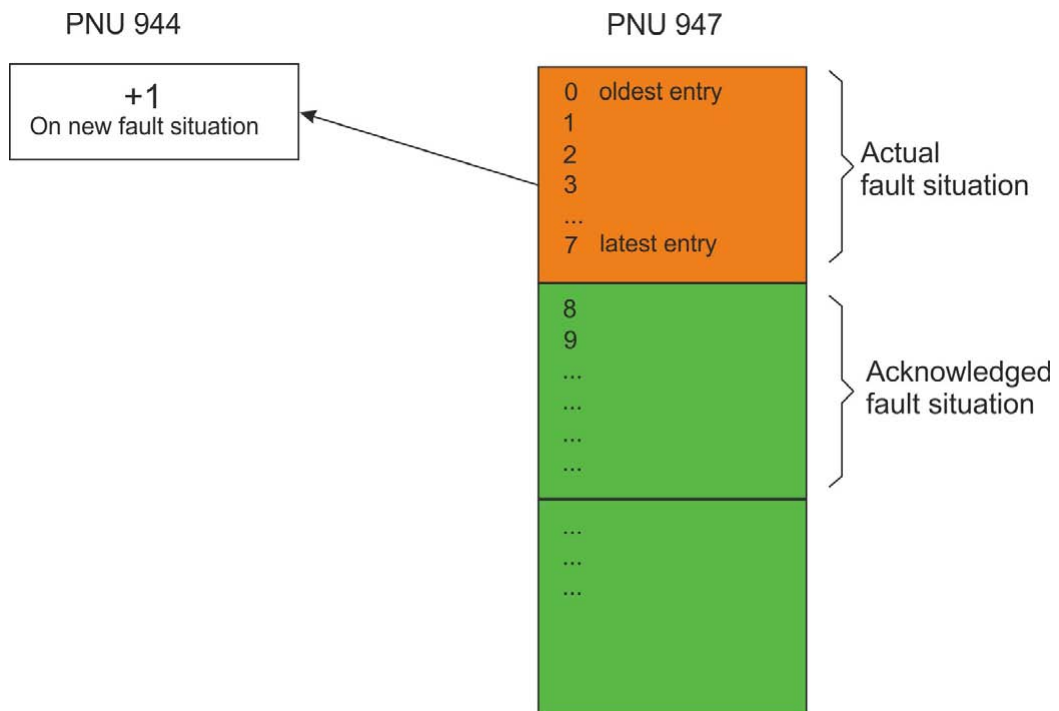 PNU 944
+1
On new fault situation
PNU 947
0 oldest entry
1
2
3
...
7 latest entry
Actual
fault situation
8
9
...
...
...
...
Acknowledged
fault situation
...
...
...